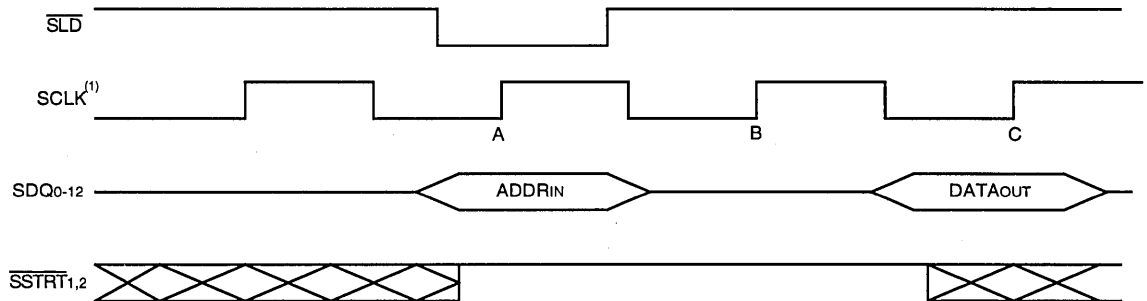 SLD
SCLK(1)
A B C
SDQ0-12 ADDRIN DATAOUT
SSTRT1,2